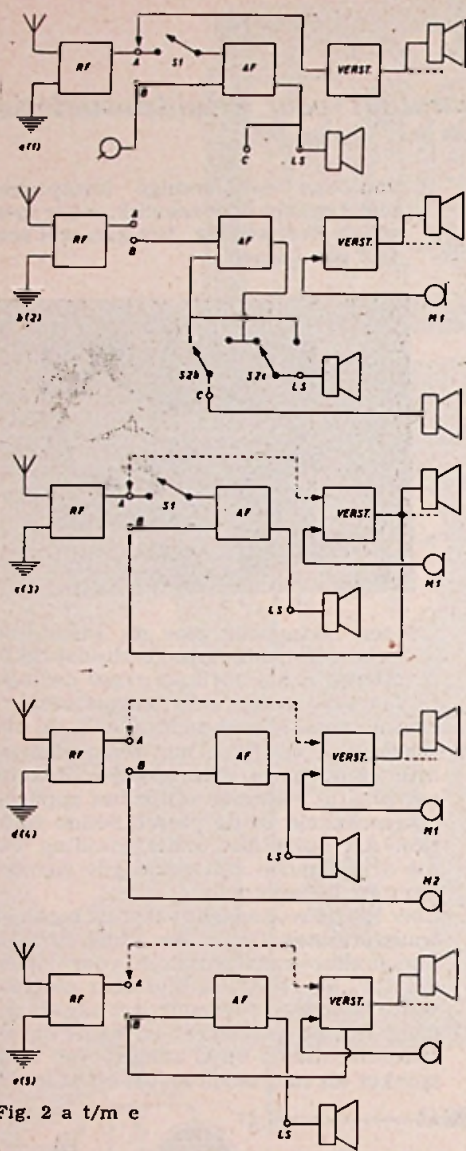 RF
A
S1
AF
VERST.
B
a(1)
C
LS
RF
A
B
AF
VERST.
b(2)
M1
S2b
S2c
LS
C
RF
A
S1
AF
VERST.
B
c(3)
M1
LS
RF
A
AF
VERST.
B
d(4)
M1
LS
M2
RF
A
AF
VERST.
B
e(5)
LS
Fig. 2 a t/m e